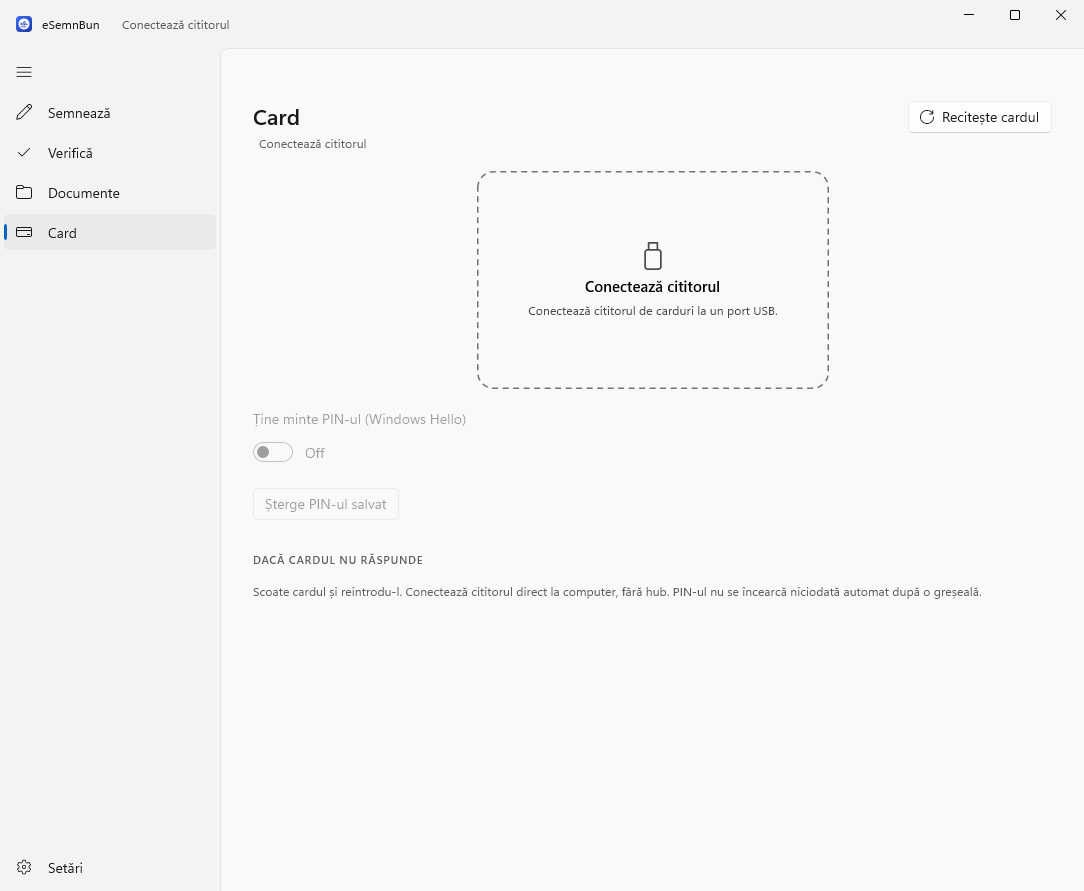 eSemnBun Conectează cititorul
Semnează
Verifică
Documente
Card
Setări
Card
Recitește cardul
Conectează cititorul
Conectează cititorul
Conectează cititorul de carduri la un port USB.
Ține minte PIN-ul (Windows Hello)
Off
Șterge PIN-ul salvat
DACĂ CARDUL NU RĂSPUNDE
Scoate cardul și reintrodu-l. Conectează cititorul direct la computer, fără hub. PIN-ul nu se încearcă niciodată automat după o greșeală.